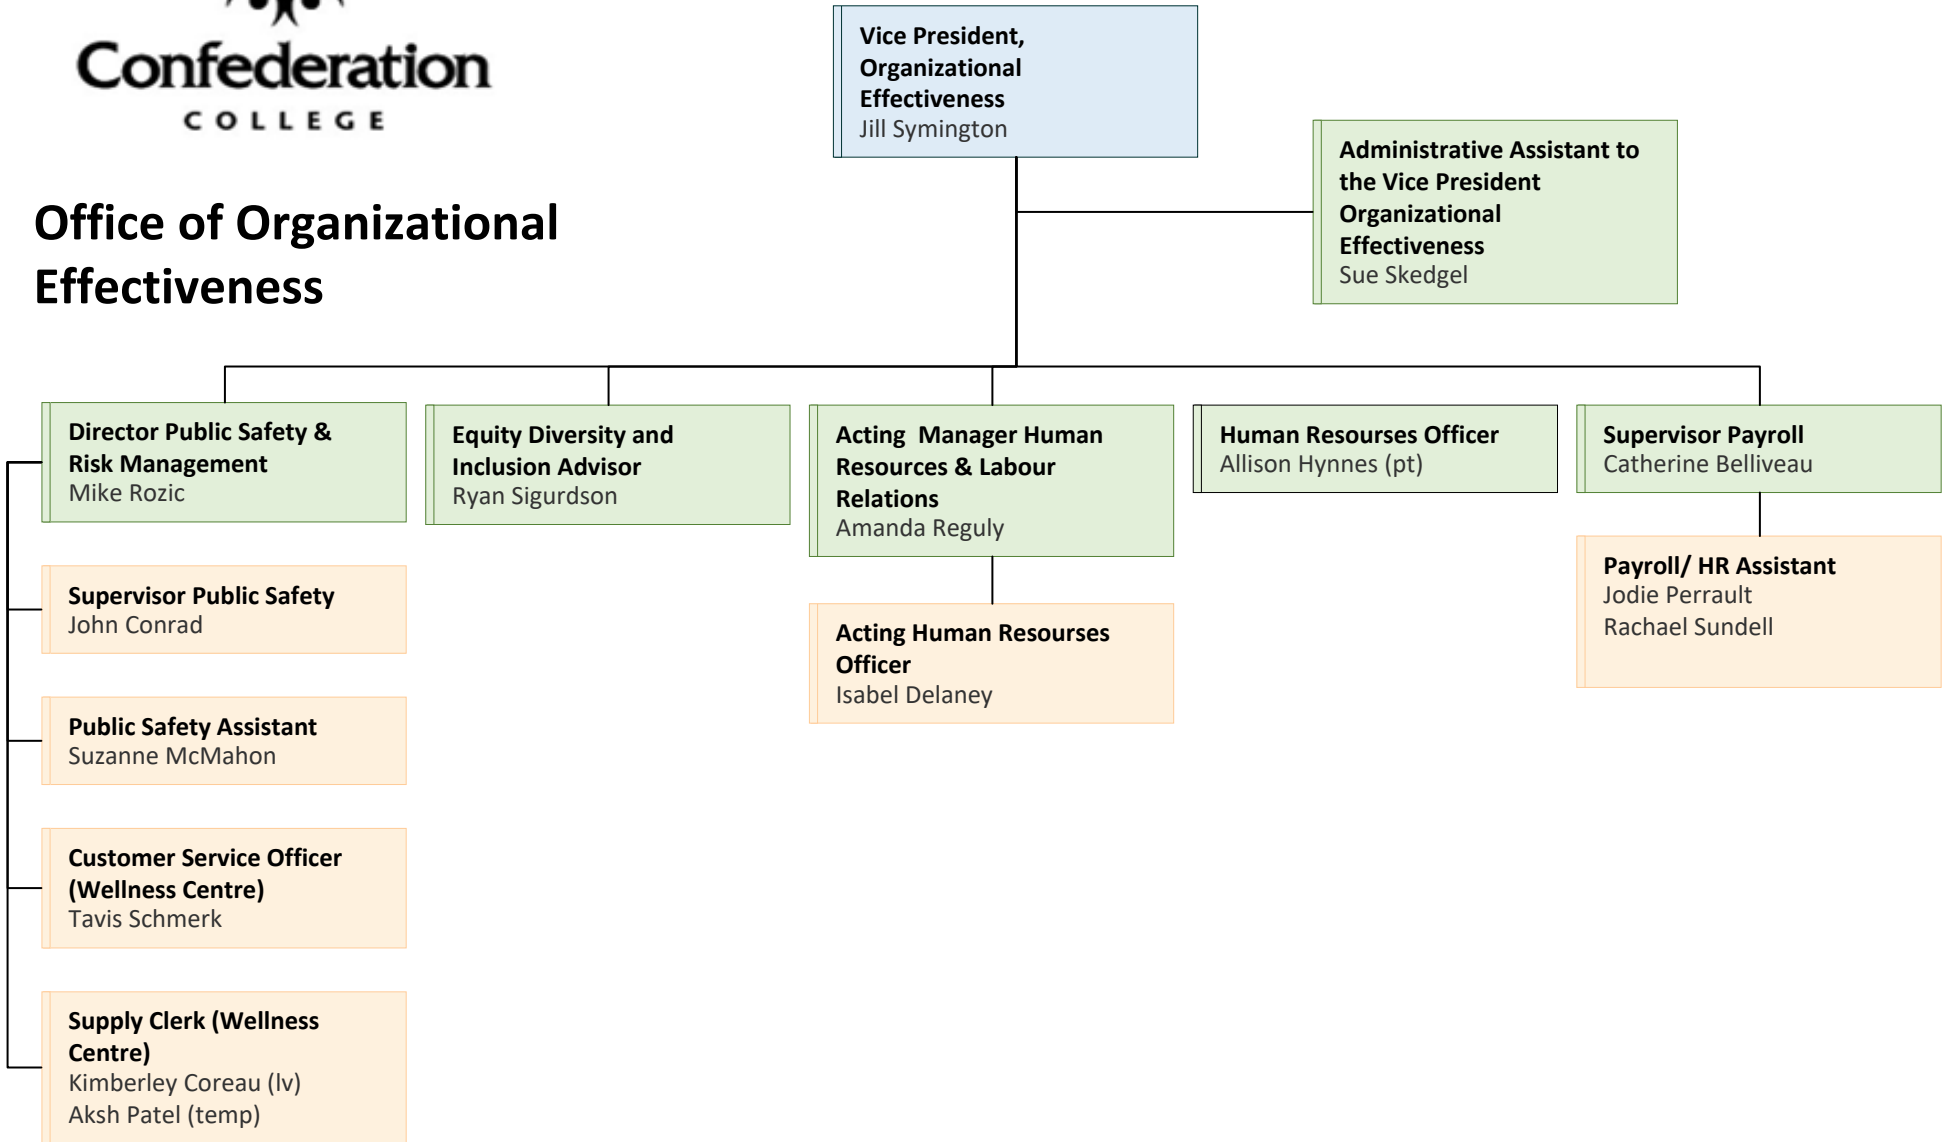 Confederation
COLLEGE
Office of Organizational
Effectiveness
Vice President,
Organizational
Effectiveness
Jill Symington
Administrative Assistant to
the Vice President
Organizational
Effectiveness
Sue Skedgel
Director Public Safety &
Risk Management
Mike Rozic
Equity Diversity and
Inclusion Advisor
Ryan Sigurdson
Acting  Manager Human
Resources & Labour
Relations
Amanda Reguly
Human Resourses Officer
Allison Hynnes (pt)
Supervisor Payroll
Catherine Belliveau
Supervisor Public Safety
John Conrad
Acting Human Resourses
Officer
Isabel Delaney
Payroll/ HR Assistant
Jodie Perrault
Rachael Sundell
Public Safety Assistant
Suzanne McMahon
Customer Service Officer
(Wellness Centre)
Tavis Schmerk
Supply Clerk (Wellness
Centre)
Kimberley Coreau (lv)
Aksh Patel (temp)